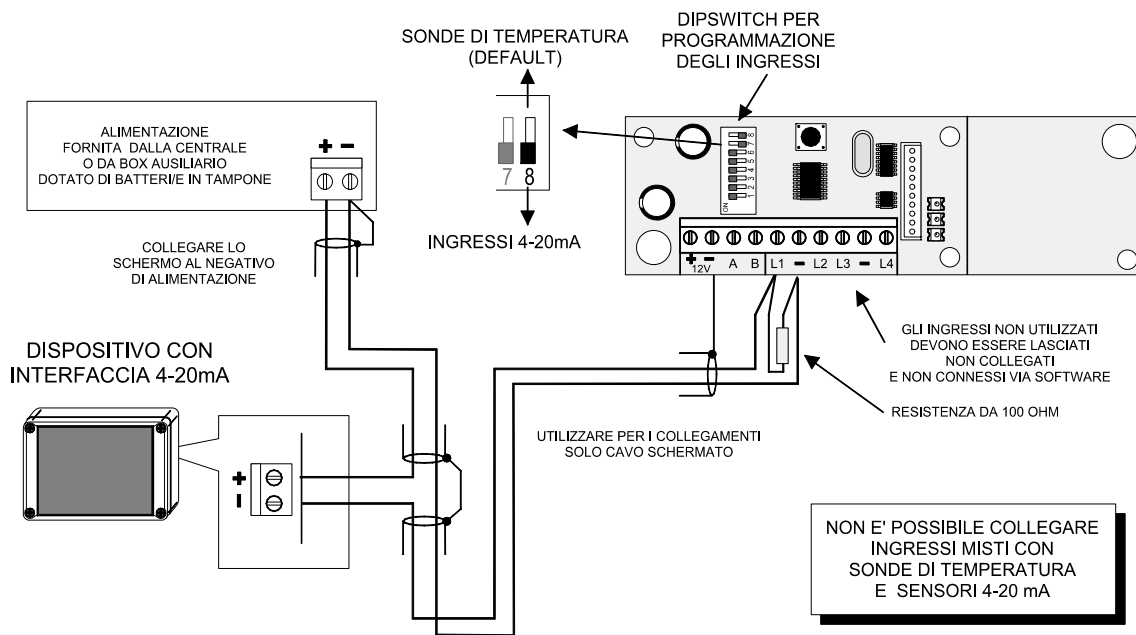 SONDE DI TEMPERATURA
(DEFAULT)
DIPSWITCH PER
PROGRAMMAZIONE
DEGLI INGRESSI
ALIMENTAZIONE
FORNITA DALLA CENTRALE
O DA BOX AUSILIARIO
DOTATO DI BATTERI/E IN TAMPONE
+ −
7 8
INGRESSI 4-20mA
ON
1 2 3 4 5 6 7 8
+ − A B L1 − L2 L3 − L4
12V
COLLEGARE LO
SCHERMO AL NEGATIVO
DI ALIMENTAZIONE
DISPOSITIVO CON
INTERFACCIA 4-20mA
+
−
GLI INGRESSI NON UTILIZZATI
DEVONO ESSERE LASCIATI
NON COLLEGATI
E NON CONNESSI VIA SOFTWARE
RESISTENZA DA 100 OHM
UTILIZZARE PER I COLLEGAMENTI
SOLO CAVO SCHERMATO
NON E' POSSIBILE COLLEGARE
INGRESSI MISTI CON
SONDE DI TEMPERATURA
E SENSORI 4-20 mA